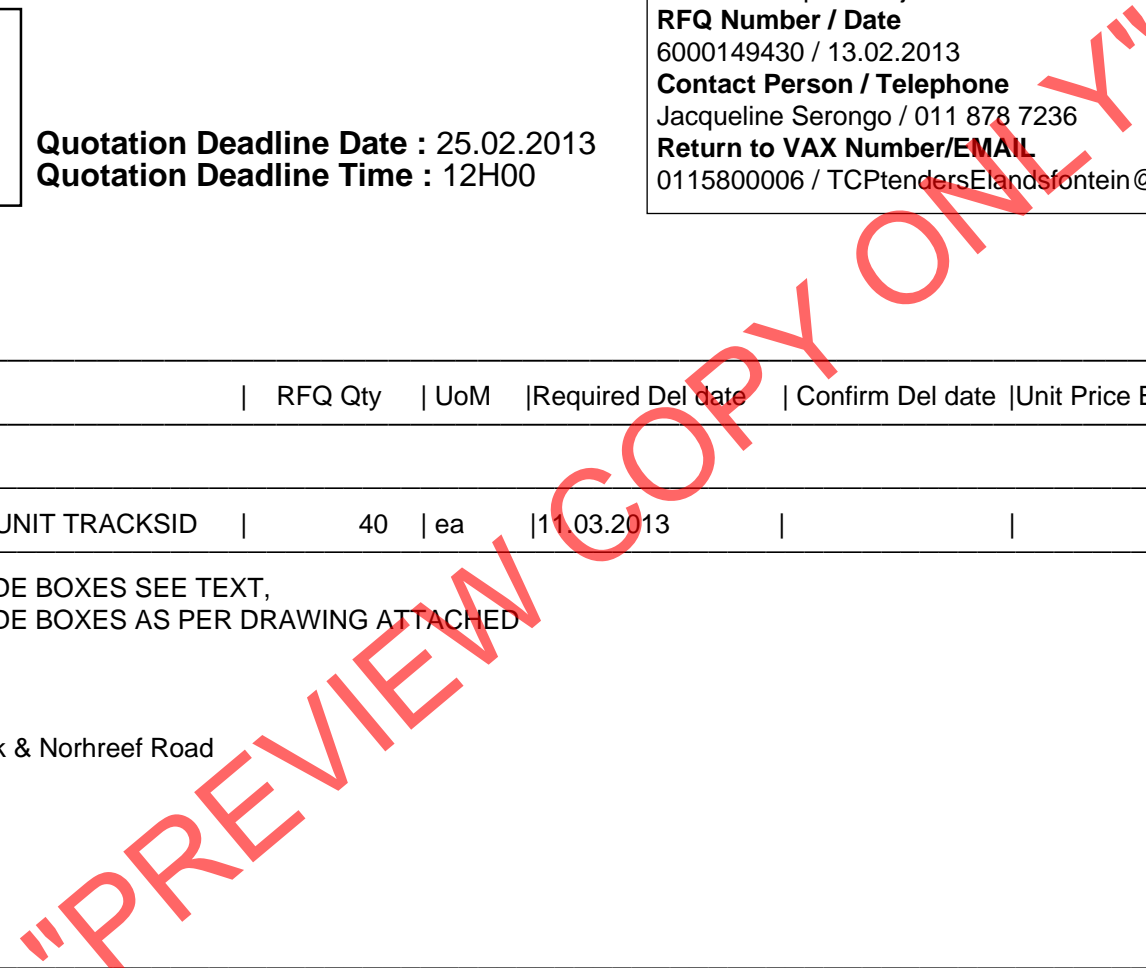 RFQ Number / Date
6000149430 / 13.02.2013
Contact Person / Telephone
Jacqueline Serongo / 011 878 7236
Return to VAX Number/EMAIL
0115800006 / TCPtendersElandsfontein@
Quotation Deadline Date : 25.02.2013
Quotation Deadline Time : 12H00
| RFQ Qty | UoM |Required Del date | Confirm Del date |Unit Price
UNIT TRACKSID | 40 | ea |11.03.2013 | |
DE BOXES SEE TEXT,
DE BOXES AS PER DRAWING ATTACHED
& Norhreef Road
"PREVIEW COPY ONLY"